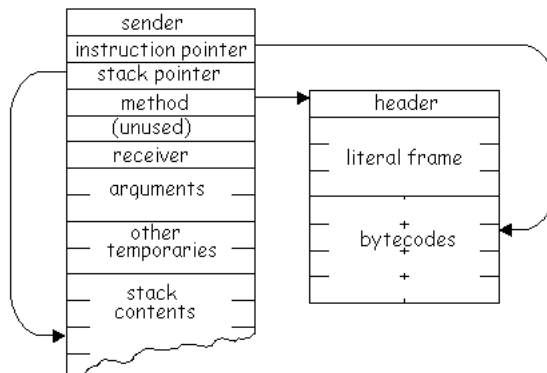 sender
instruction pointer
stack pointer
method
(unused)
receiver
arguments
other
temporaries
stack
contents
header
literal frame
bytecodes